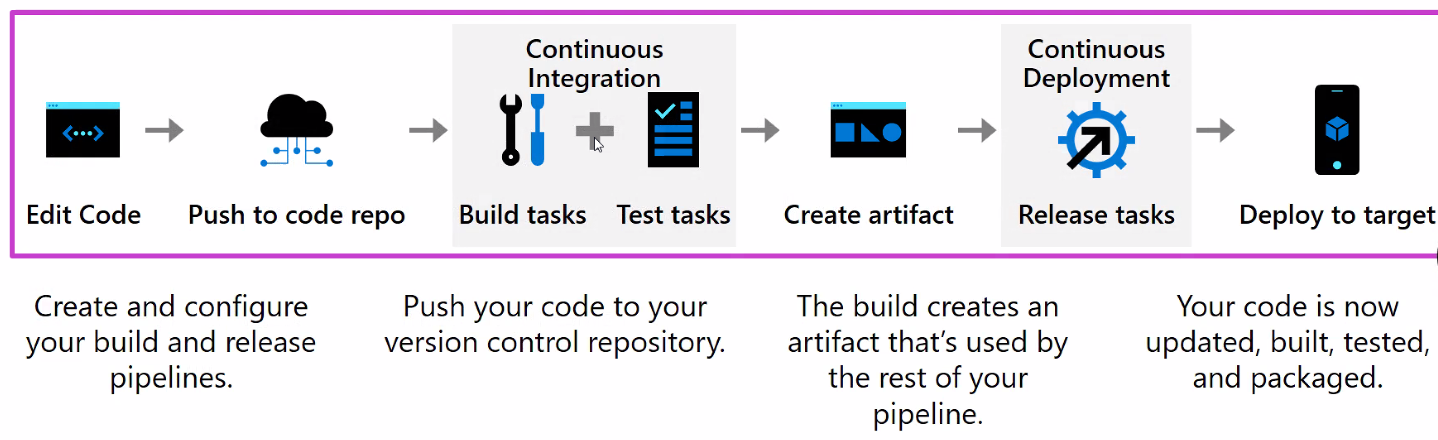 Continuous
Integration
Continuous
Deployment
Edit Code
Push to code repo
Build tasks
Test tasks
Create artifact
Release tasks
Deploy to target
Create and configure
your build and release
pipelines.
Push your code to your
version control repository.
The build creates an
artifact that’s used by
the rest of your
pipeline.
Your code is now
updated, built, tested,
and packaged.